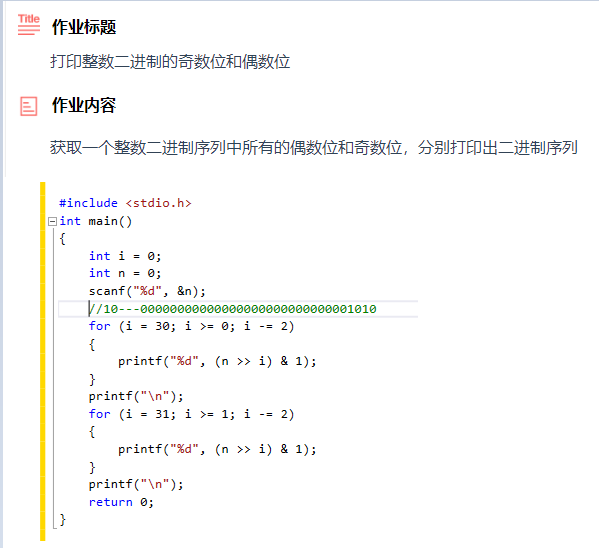 Title
作业标题
打印整数二进制的奇数位和偶数位
作业内容
获取一个整数二进制序列中所有的偶数位和奇数位，分别打印出二进制序列
#include <stdio.h>
int main()
{
    int i = 0;
    int n = 0;
    scanf("%d", &n);
    //10---00000000000000000000000000001010
    for (i = 30; i >= 0; i -= 2)
    {
        printf("%d", (n >> i) & 1);
    }
    printf("\n");
    for (i = 31; i >= 1; i -= 2)
    {
        printf("%d", (n >> i) & 1);
    }
    printf("\n");
    return 0;
}